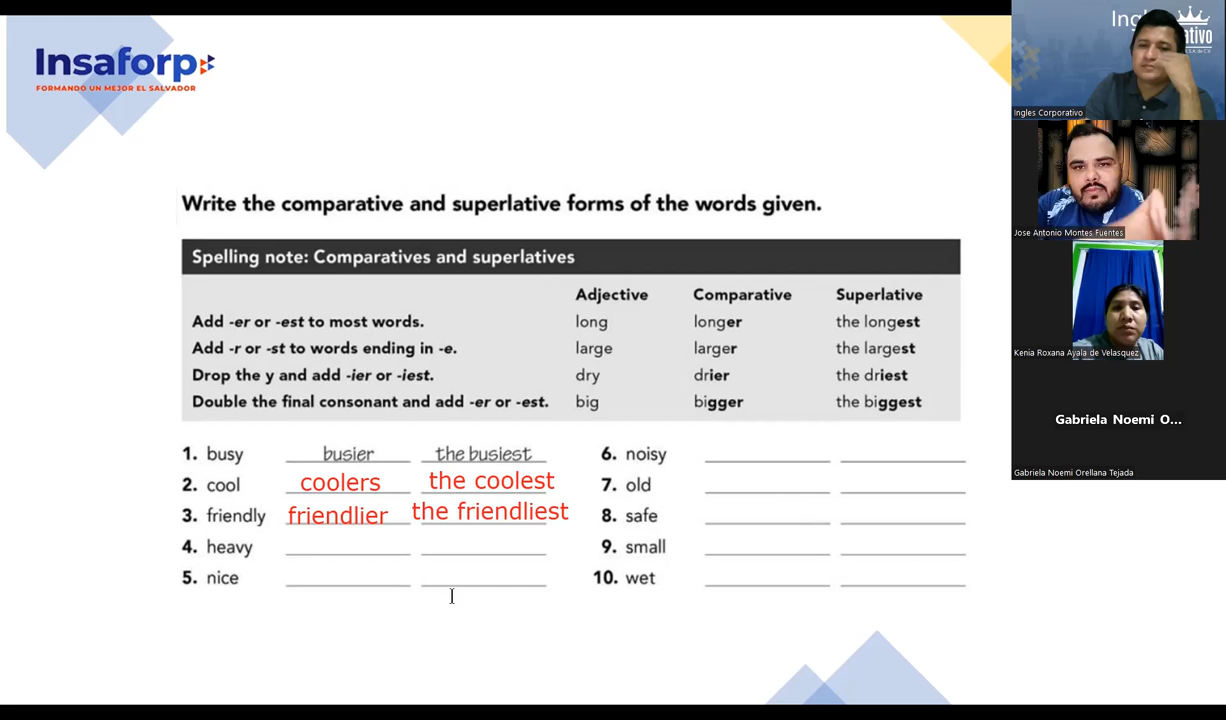 Insaforp
FORMANDO UN MEJOR EL SALVADOR
Write the comparative and superlative forms of the words given.
Spelling note: Comparatives and superlatives
Adjective Comparative Superlative
Add -er or -est to most words. long longer the longest
Add -r or -st to words ending in -e. large larger the largest
Drop the y and add -ier or -iest. dry drier the driest
Double the final consonant and add -er or -est. big bigger the biggest
1. busy busier the busiest
2. cool coolers the coolest
3. friendly friendlier the friendliest
4. heavy
5. nice
6. noisy
7. old
8. safe
9. small
10. wet
Ingles Corporativo
Jose Antonio Montes Fuentes
Kenia Roxana Ayala de Velasquez
Gabriela Noemi O...
Gabriela Noemi Orellana Tejada